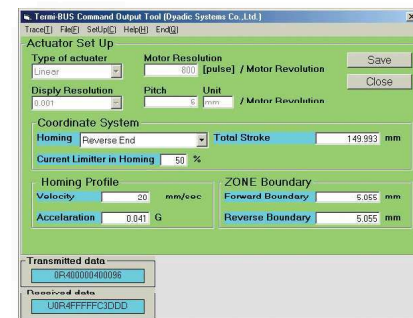 Termi-BUS Command Output Tool (Dyadic Systems Co.,Ltd.)
Trace[T] File[F] SetUp[C] Help[H] End[Q]
Actuator Set Up
Type of actuater
Linear
Motor Resolution
800 [pulse] / Motor Revolution
Save
Close
Disply Resolution
0.001
Pitch
6
Unit
mm / Motor Revolution
Coordinate System
Homing Reverse End
Total Stroke 149.993 mm
Current Limitter in Homing 50 %
Homing Profile
Velocity 20 mm/sec
Accelaration 0.041 G
ZONE Boundary
Forward Boundary 5.055 mm
Reverse Boundary 5.055 mm
Transmitted data
0R400000400096
Received data
U0R4FFFFFC3DDD